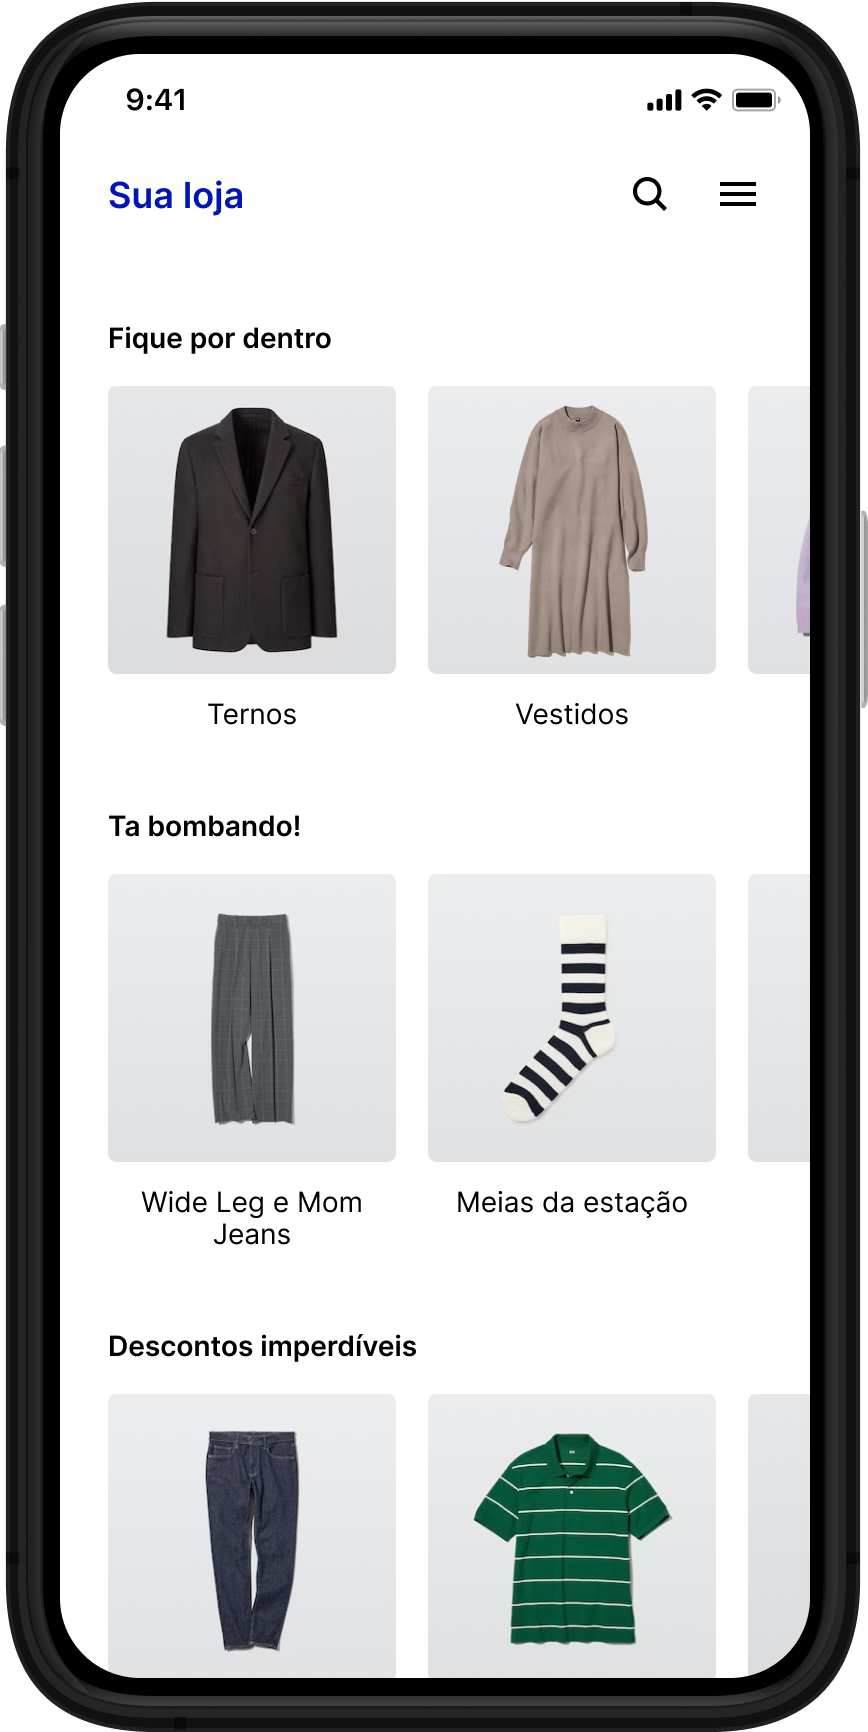 9:41
Sua loja
Fique por dentro
Ternos
Vestidos
Ta bombando!
Wide Leg e Mom
Jeans
Meias da estação
Descontos imperdíveis